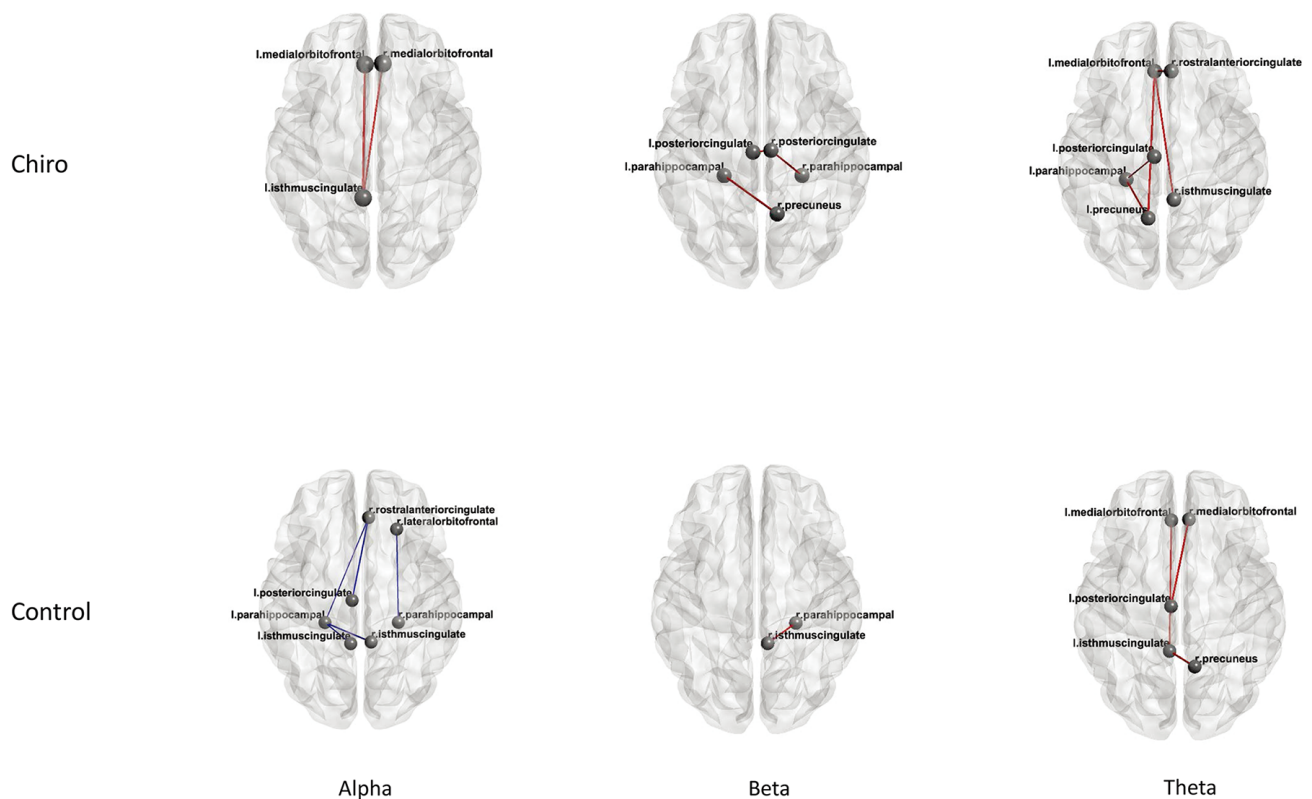 l.medialorbitofrontal
r.medialorbitofrontal
l.isthmuscingulate
l.posteriorcingulate
r.posteriorcingulate
l.parahippocampal
r.parahippocampal
r.precuneus
l.medialorbitofrontal
r.rostralanteriorcingulate
l.posteriorcingulate
l.parahippocampal
r.isthmuscingulate
l.precuneus
Chiro
r.rostralanteriorcingulate
r.lateralorbitofrontal
l.posteriorcingulate
l.parahippocampal
r.parahippocampal
l.isthmuscingulate
r.isthmuscingulate
r.parahippocampal
r.isthmuscingulate
l.medialorbitofrontal
r.medialorbitofrontal
l.posteriorcingulate
l.isthmuscingulate
r.precuneus
Control
Alpha
Beta
Theta